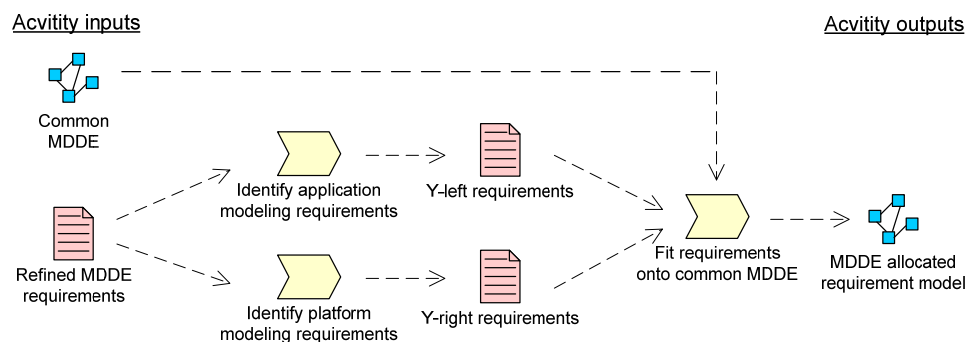 Acvitity inputs
Acvitity outputs
Common
MDDE
Identify application
modeling requirements
Y-left requirements
Refined MDDE
requirements
Fit requirements
onto common MDDE
MDDE allocated
requirement model
Identify platform
modeling requirements
Y-right requirements